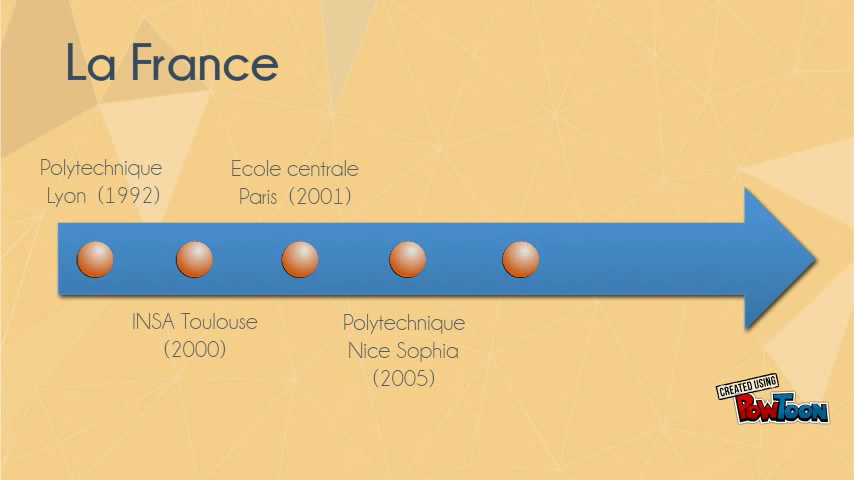 La France
Polytechnique
Lyon (1992)
Ecole centrale
Paris (2001)
INSA Toulouse
(2000)
Polytechnique
Nice Sophia
(2005)
CREATED USING
POWTOON